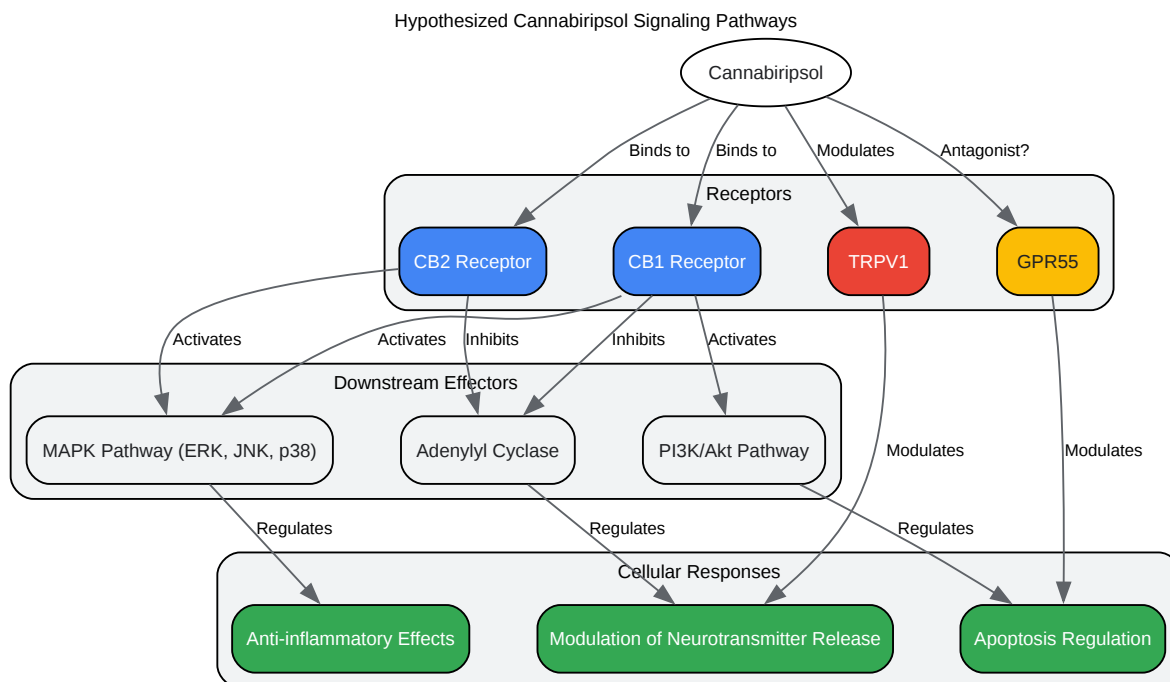 Hypothesized Cannabiripsol Signaling Pathways
Cannabiripsol
Binds to
Binds to
Modulates
Antagonist?
Receptors
CB2 Receptor
CB1 Receptor
TRPV1
GPR55
Activates
Activates
Inhibits
Inhibits
Activates
Downstream Effectors
MAPK Pathway (ERK, JNK, p38)
Adenylyl Cyclase
PI3K/Akt Pathway
Modulates
Modulates
Regulates
Regulates
Regulates
Cellular Responses
Anti-inflammatory Effects
Modulation of Neurotransmitter Release
Apoptosis Regulation